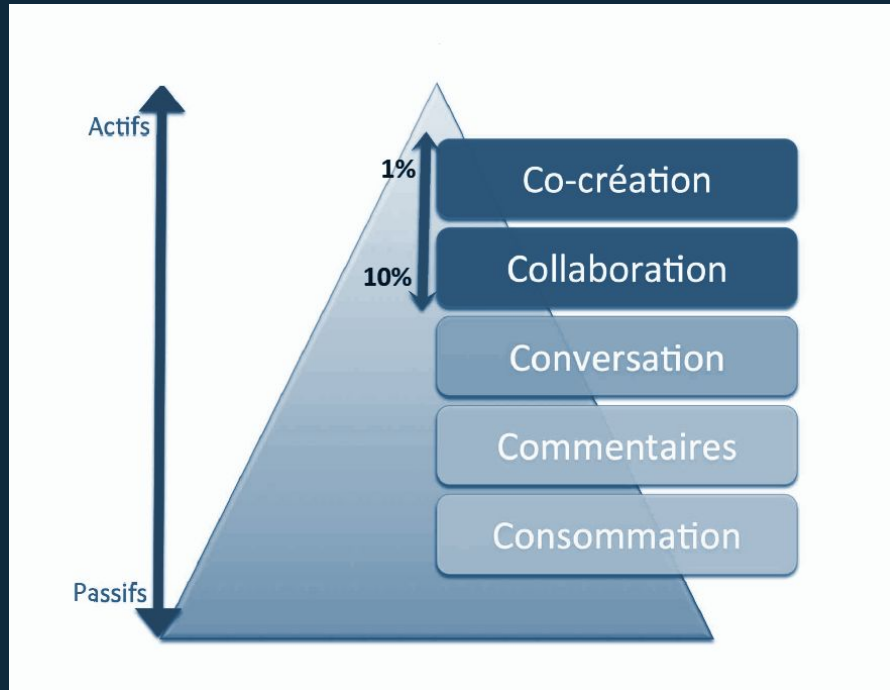 Actifs
1%
Co-création
10%
Collaboration
Conversation
Commentaires
Consommation
Passifs